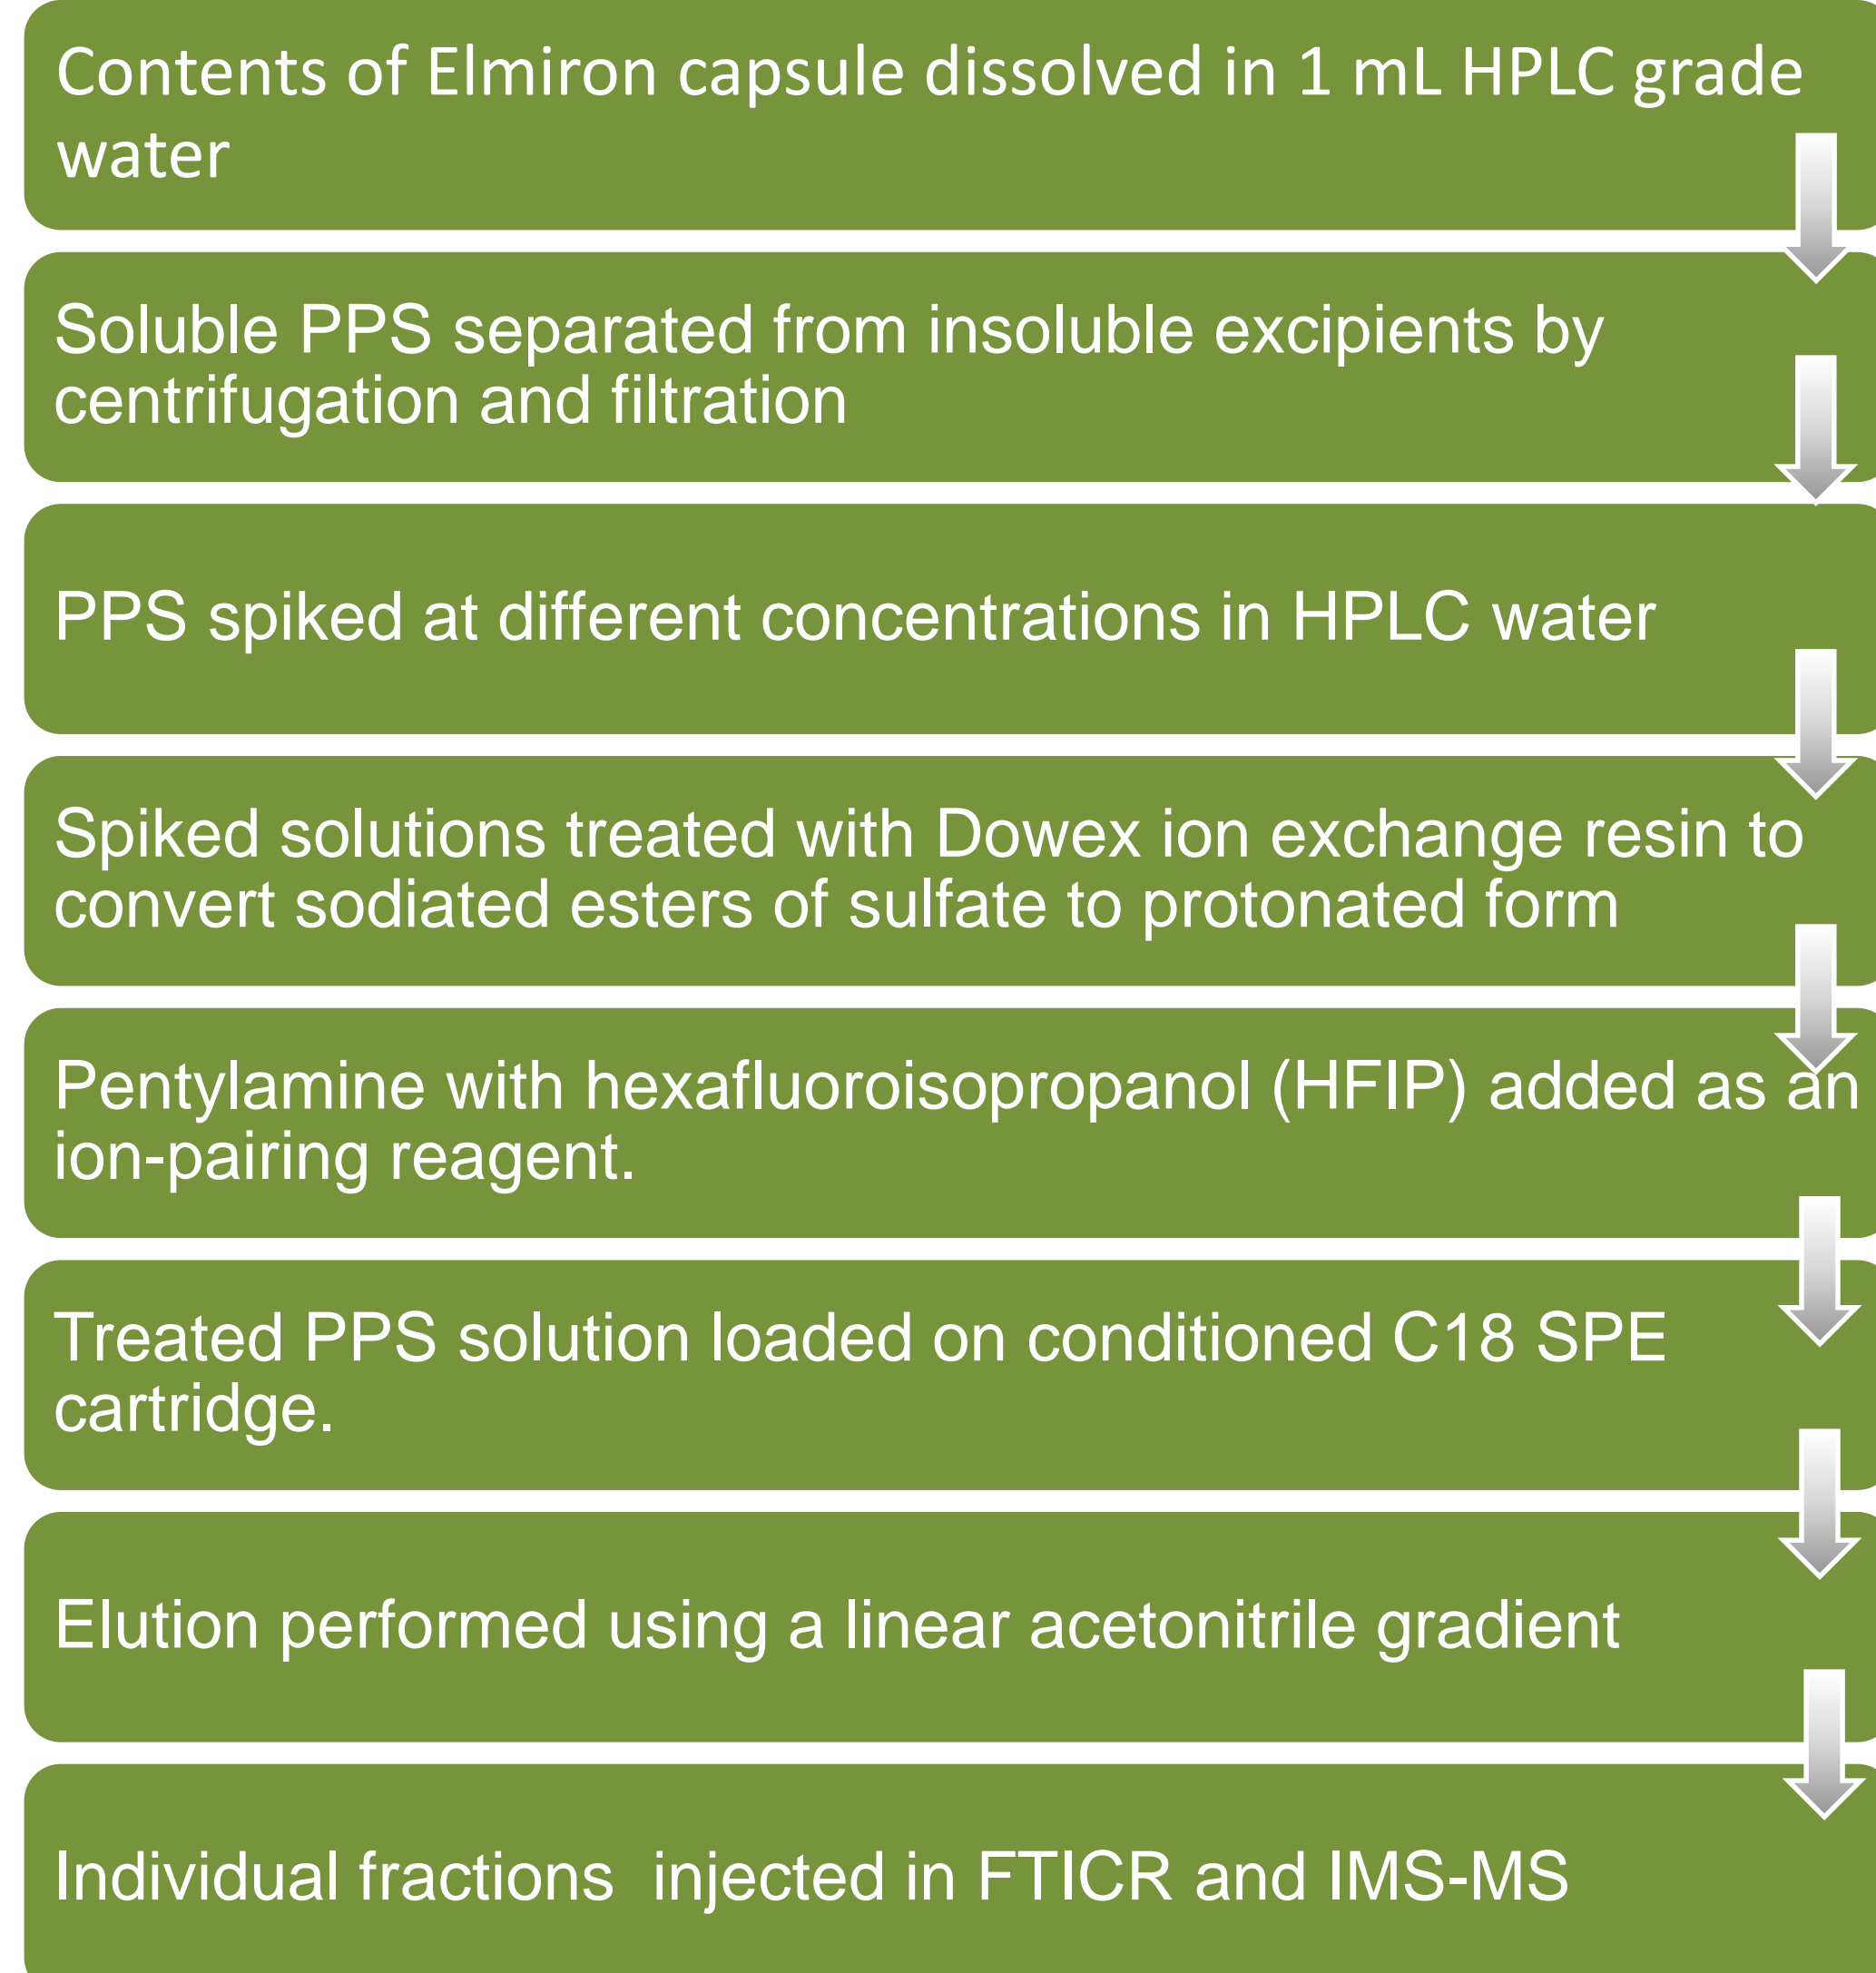 Contents of Elmiron capsule dissolved in 1 mL HPLC grade
water
Soluble PPS separated from insoluble excipients by
centrifugation and filtration
PPS spiked at different concentrations in HPLC water
Spiked solutions treated with Dowex ion exchange resin to
convert sodiated esters of sulfate to protonated form
Pentylamine with hexafluoroisopropanol (HFIP) added as an
ion-pairing reagent.
Treated PPS solution loaded on conditioned C18 SPE
cartridge.
Elution performed using a linear acetonitrile gradient
Individual fractions  injected in FTICR and IMS-MS